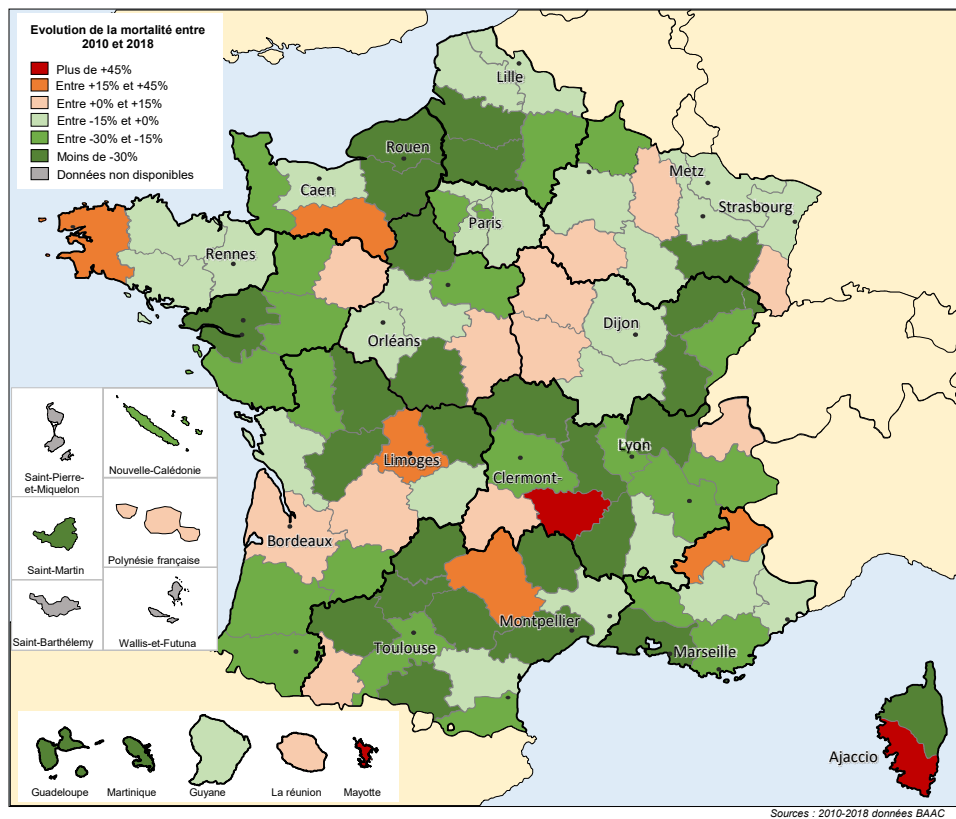 Evolution de la mortalité entre
2010 et 2018
Plus de +45%
Entre +15% et +45%
Entre +0% et +15%
Entre -15% et +0%
Entre -30% et -15%
Moins de -30%
Données non disponibles
Lille
Rouen
Caen
Metz
Strasbourg
Paris
Rennes
Orléans
Dijon
Limoges
Lyon
Clermont-
Bordeaux
Montpellier
Toulouse
Marseille
Ajaccio
Saint-Pierre-
et-Miquelon
Nouvelle-Calédonie
Saint-Martin
Polynésie française
Saint-Barthélemy
Wallis-et-Futuna
Guadeloupe
Martinique
Guyane
La réunion
Mayotte
Sources : 2010-2018 données BAAC